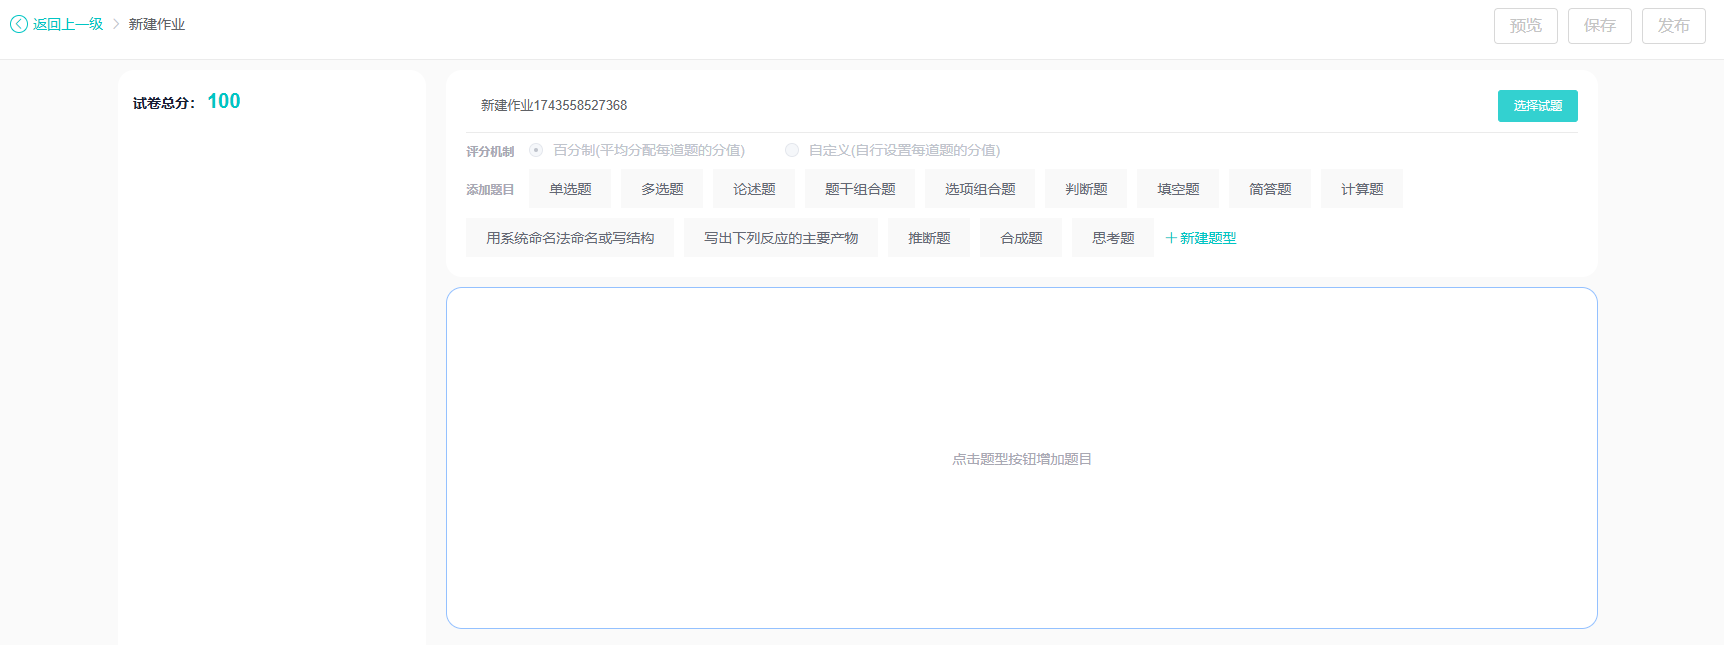 返回上一级 > 新建作业
预览 保存 发布
试卷总分： 100
新建作业1743558527368
选择试题
评分机制 百分制(平均分配每道题的分值) 自定义(自行设置每道题的分值)
添加题目 单选题 多选题 论述题 题干组合题 选项组合题 判断题 填空题 简答题 计算题
用系统命名法命名或写结构 写出下列反应的主要产物 推断题 合成题 思考题 +新建题型
点击题型按钮增加题目